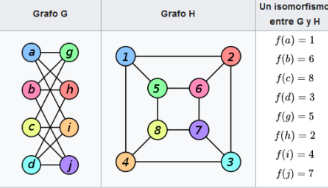 Grafo G
Grafo H
Un isomorfismo
entre G y H
a
g
b
h
c
i
d
j
1
2
5
6
8
7
4
3
f(a) = 1
f(b) = 6
f(c) = 8
f(d) = 3
f(g) = 5
f(h) = 2
f(i) = 4
f(j) = 7